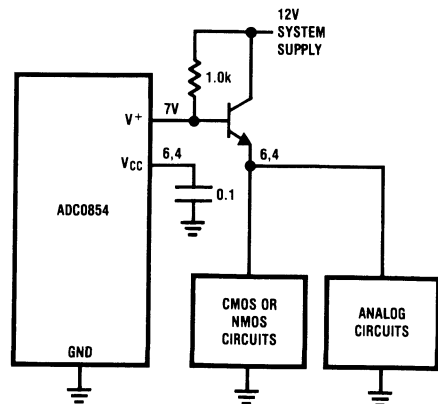 12V
SYSTEM
SUPPLY
1.0k
V+
7V
VCC
6,4
6,4
0.1
ADC0854
CMOS OR
NMOS
CIRCUITS
ANALOG
CIRCUITS
GND